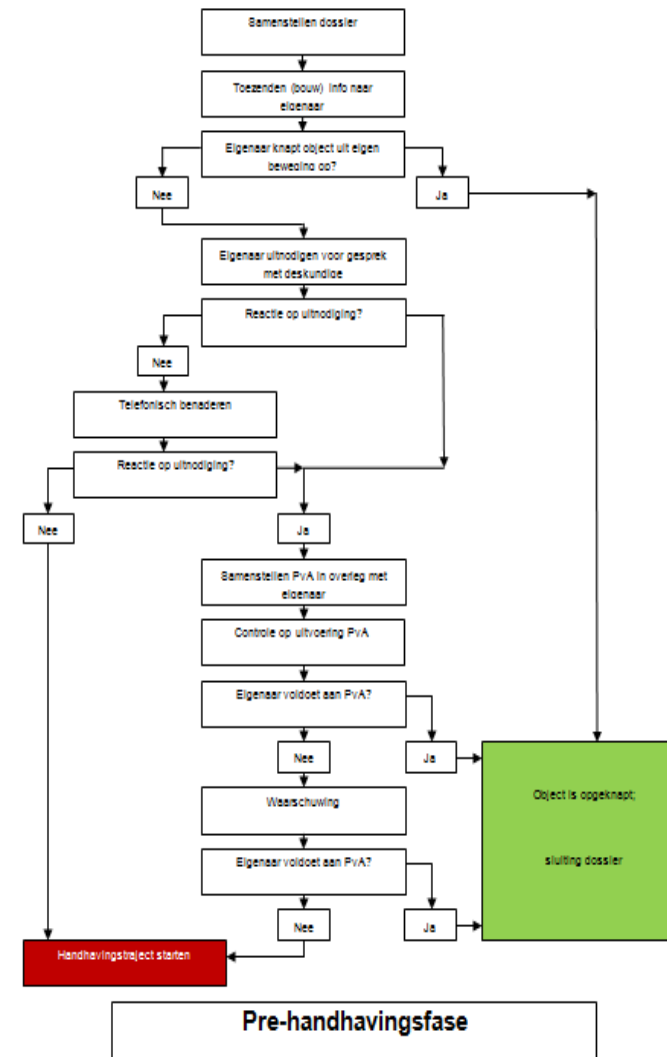 Samenstellen dossier
Toezenden (bouw) info naar
eigenaar
Eigenaar knapt object uit eigen
beweging op?
Nee
Ja
Eigenaar uitnodigen voor gesprek
met deskundige
Reactie op uitnodiging?
Nee
Telefonisch benaderen
Reactie op uitnodiging?
Nee
Ja
Samenstellen PvA in overleg met
eigenaar
Controle op uitvoering PvA
Eigenaar voldoet aan PvA?
Nee
Ja
Waarschuwing
Object is opgeknapt;
sluiting dossier
Eigenaar voldoet aan PvA?
Nee
Ja
Handhavingstraject starten
Pre-handhavingsfase